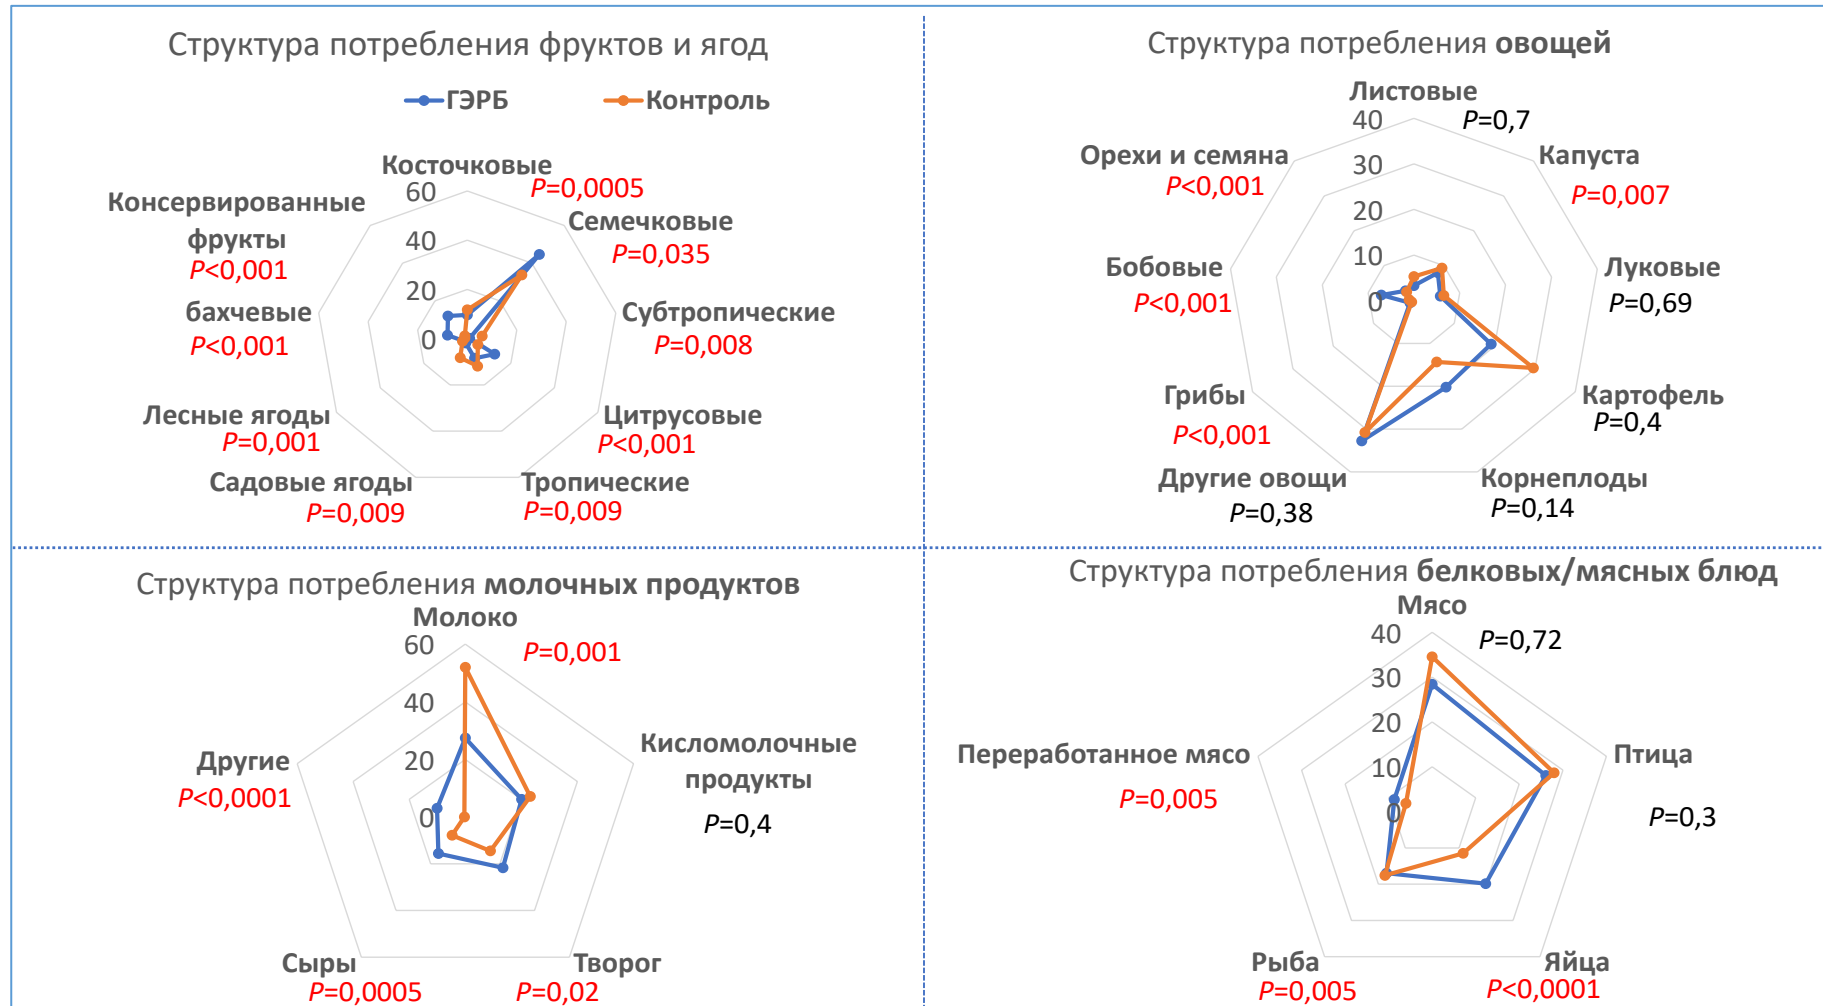 Структура потребления фруктов и ягод
ГЭРБ
Контроль
Косточковые
P=0,0005
Семечковые
P=0,035
Субтропические
P=0,008
Цитрусовые
P<0,001
Тропические
P=0,009
Садовые ягоды
P=0,009
Лесные ягоды
P=0,001
бахчевые
P<0,001
Консервированные
фрукты
P<0,001
60
40
20
0
Структура потребления овощей
Листовые
P=0,7
Капуста
P=0,007
Луковые
P=0,69
Картофель
P=0,4
Корнеплоды
P=0,14
Другие овощи
P=0,38
Грибы
P<0,001
Бобовые
P<0,001
Орехи и семяна
P<0,001
40
30
20
10
0
Структура потребления молочных продуктов
Молоко
P=0,001
Кисломолочные
продукты
P=0,4
Творог
P=0,02
Сыры
P=0,0005
Другие
P<0,0001
60
40
20
0
Структура потребления белковых/мясных блюд
Мясо
P=0,72
Птица
P=0,3
Яйца
P<0,0001
Рыба
P=0,005
Переработанное мясо
P=0,005
40
30
20
10
0